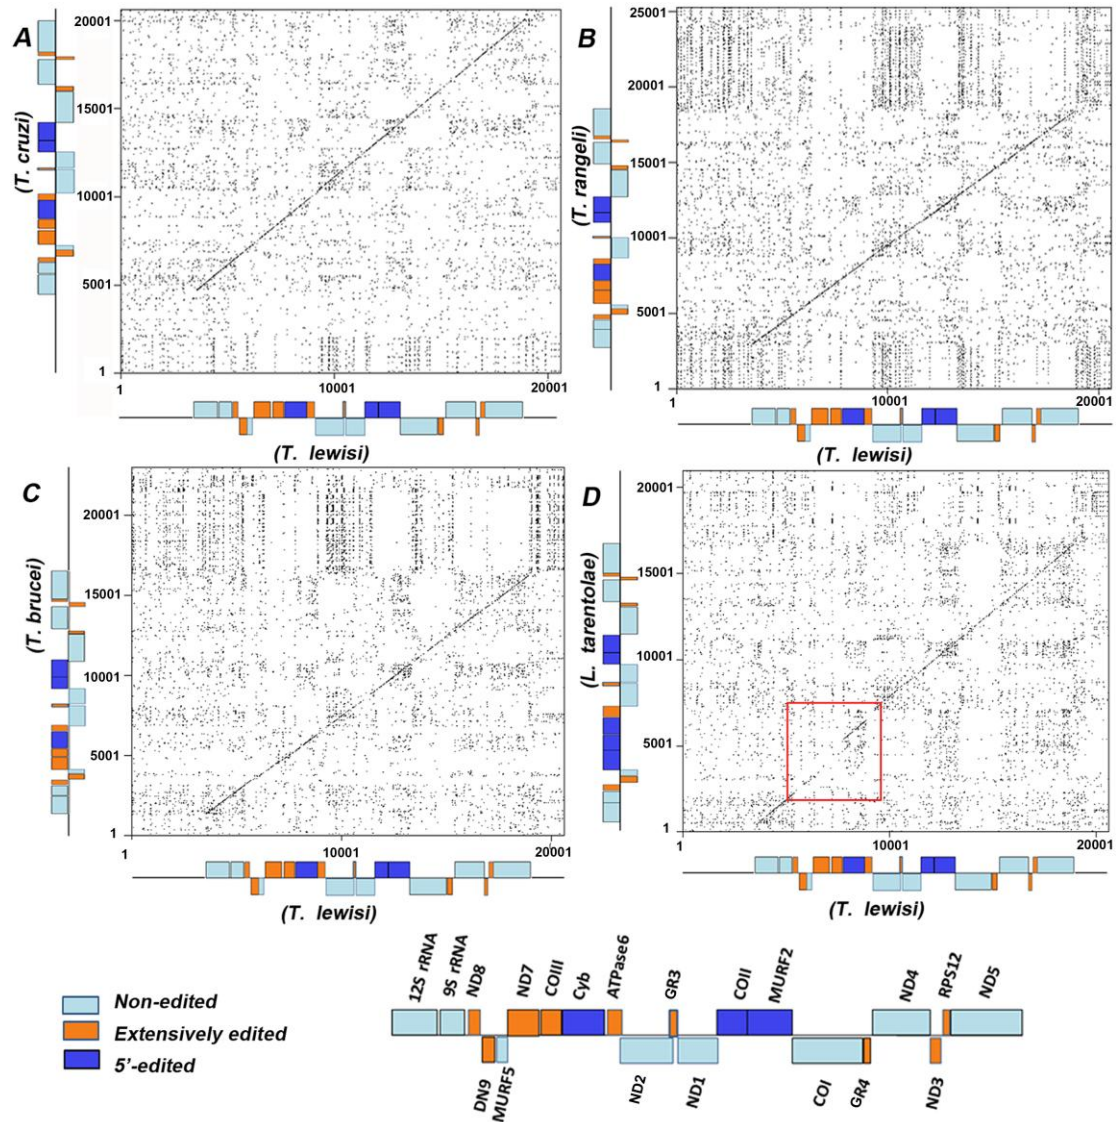 A
20001
15001
10001
5001
1
(T. cruzi)
1
10001
20001
(T. lewisi)
B
25001
20001
15001
10001
5001
1
(T. rangeli)
1
10001
20001
(T. lewisi)
C
20001
15001
10001
5001
1
(T. brucei)
1
10001
20001
(T. lewisi)
D
20001
15001
10001
5001
1
(L. tarentolae)
1
10001
20001
(T. lewisi)
Non-edited
Extensively edited
5'-edited
12S rRNA
9S rRNA
ND8
ND7
COIII
Cyb
ATPase6
GR3
COII
MURF2
ND4
RPS12
ND5
DN9
MURF5
ND2
ND1
COI
GR4
ND3